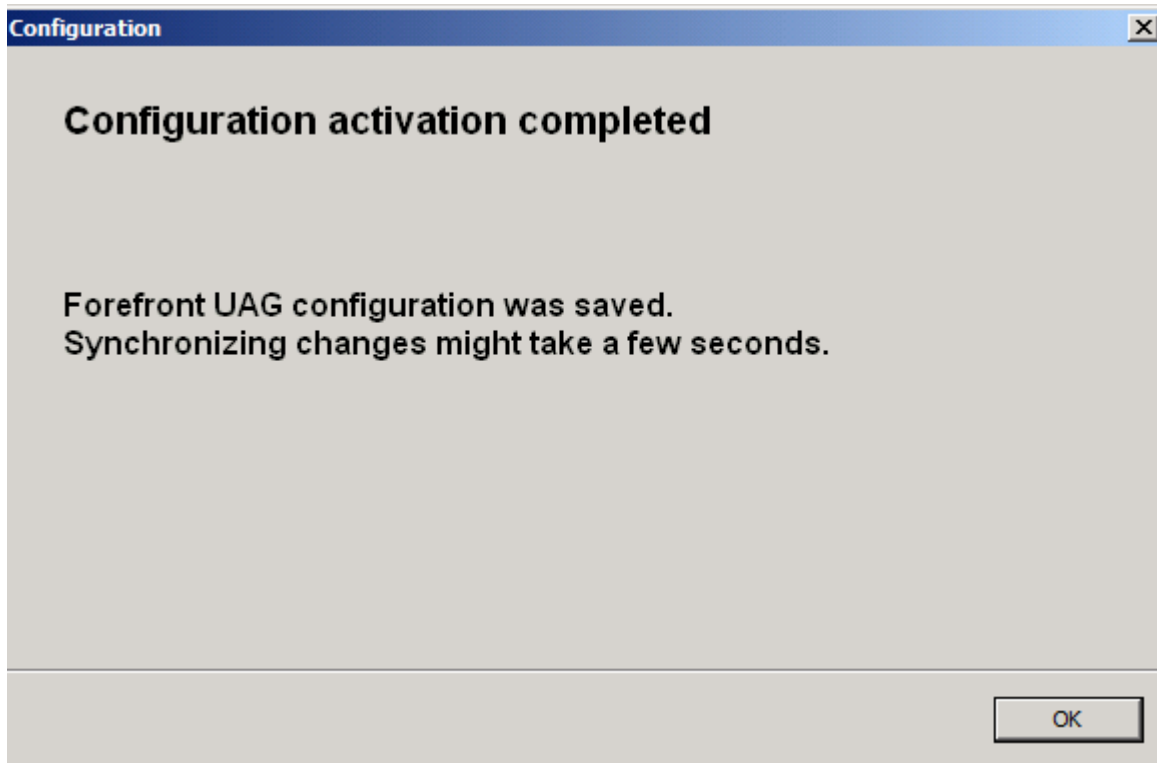 Configuration
Configuration activation completed
Forefront UAG configuration was saved.
Synchronizing changes might take a few seconds.
OK